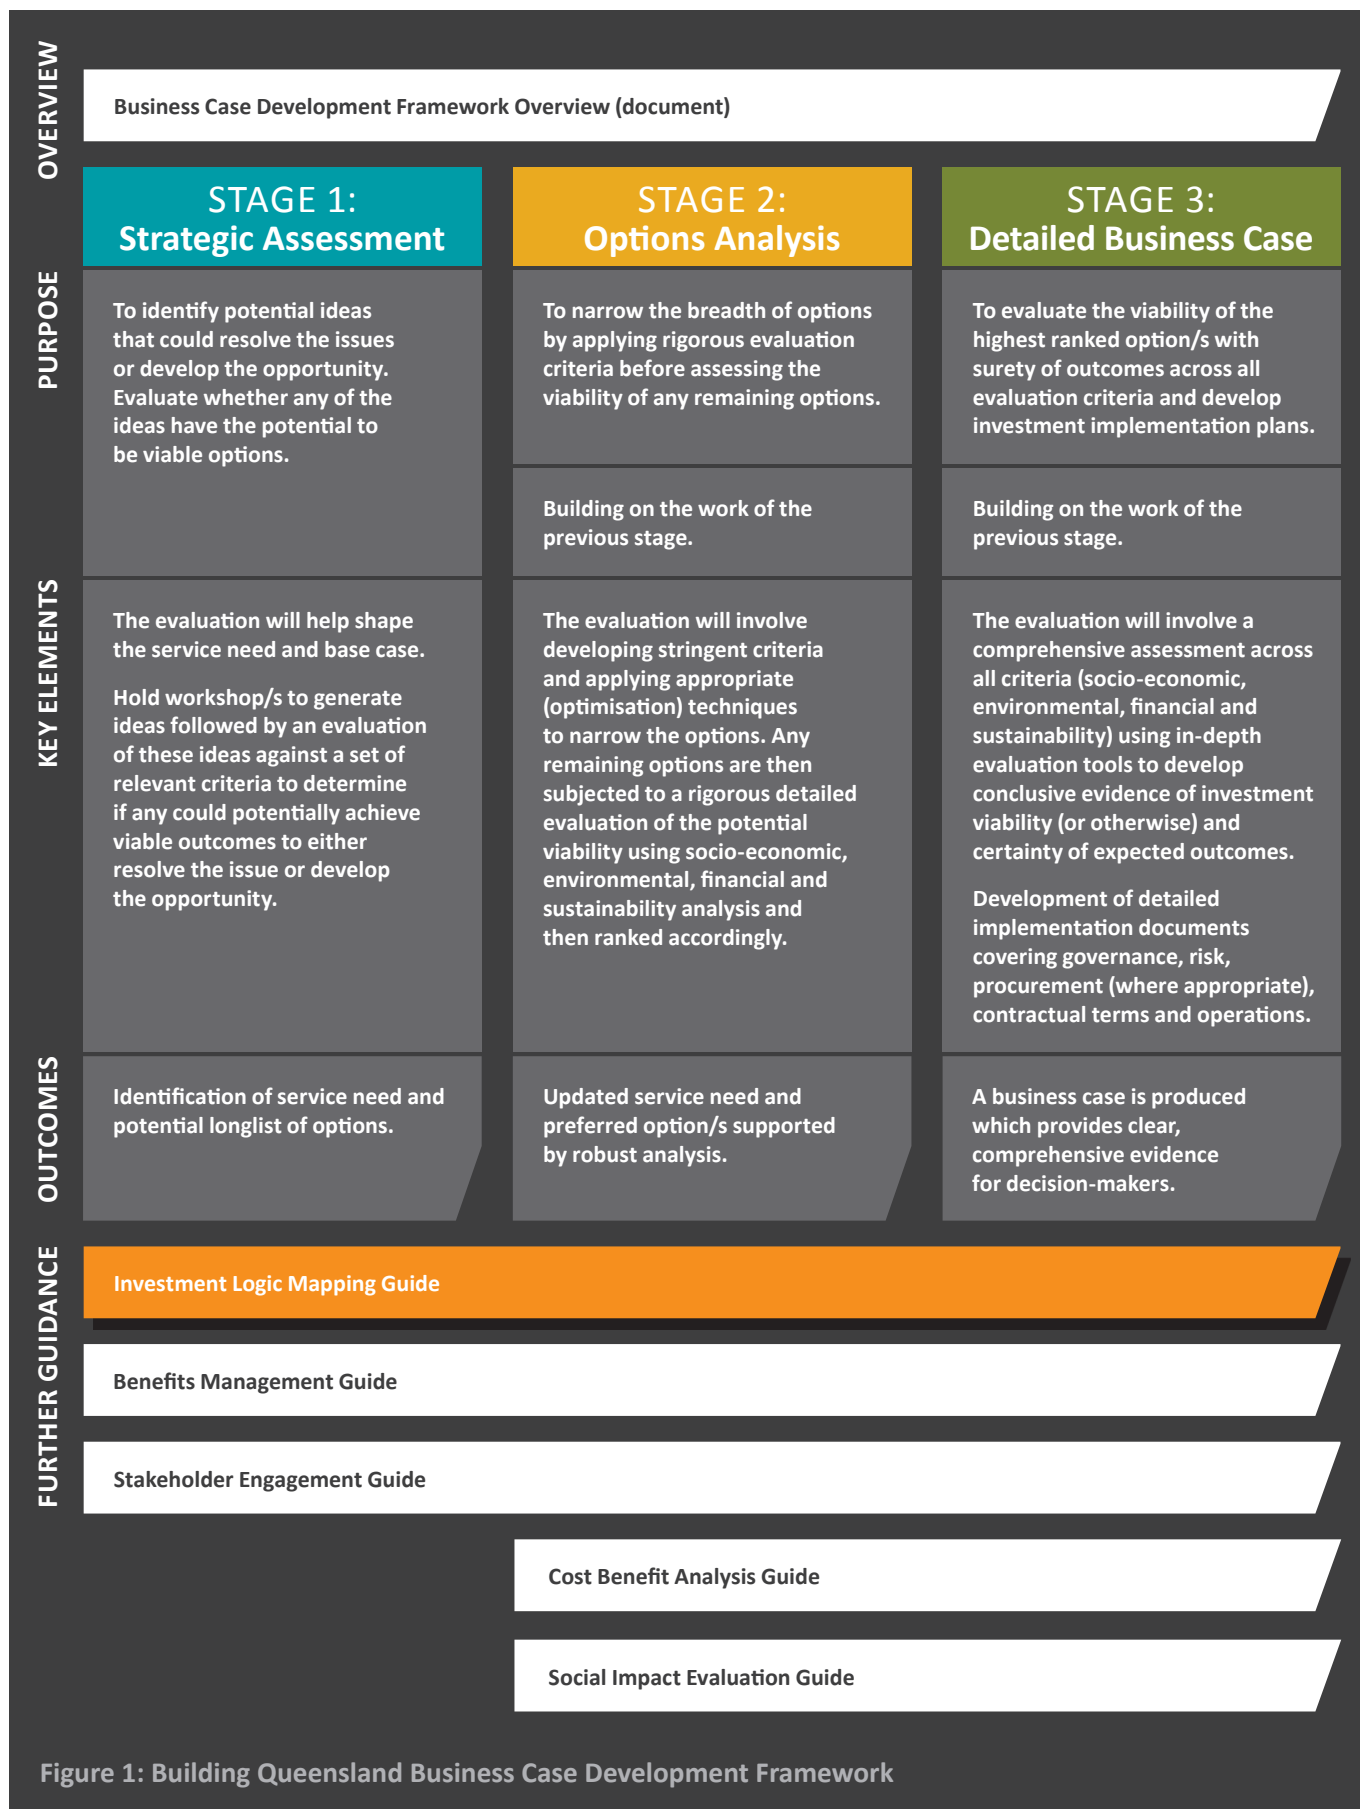 OVERVIEW
Business Case Development Framework Overview (document)
STAGE 1:
Strategic Assessment
STAGE 2:
Options Analysis
STAGE 3:
Detailed Business Case
PURPOSE
To identify potential ideas
that could resolve the issues
or develop the opportunity.
Evaluate whether any of the
ideas have the potential to
be viable options.
To narrow the breadth of options
by applying rigorous evaluation
criteria before assessing the
viability of any remaining options.
Building on the work of the
previous stage.
To evaluate the viability of the
highest ranked option/s with
surety of outcomes across all
evaluation criteria and develop
investment implementation plans.
Building on the work of the
previous stage.
KEY ELEMENTS
The evaluation will help shape
the service need and base case.
Hold workshop/s to generate
ideas followed by an evaluation
of these ideas against a set of
relevant criteria to determine
if any could potentially achieve
viable outcomes to either
resolve the issue or develop
the opportunity.
The evaluation will involve
developing stringent criteria
and applying appropriate
(optimisation) techniques
to narrow the options. Any
remaining options are then
subjected to a rigorous detailed
evaluation of the potential
viability using socio-economic,
environmental, financial and
sustainability analysis and
then ranked accordingly.
The evaluation will involve a
comprehensive assessment across
all criteria (socio-economic,
environmental, financial and
sustainability) using in-depth
evaluation tools to develop
conclusive evidence of investment
viability (or otherwise) and
certainty of expected outcomes.
Development of detailed
implementation documents
covering governance, risk,
procurement (where appropriate),
contractual terms and operations.
OUTCOMES
Identification of service need and
potential longlist of options.
Updated service need and
preferred option/s supported
by robust analysis.
A business case is produced
which provides clear,
comprehensive evidence
for decision-makers.
FURTHER GUIDANCE
Investment Logic Mapping Guide
Benefits Management Guide
Stakeholder Engagement Guide
Cost Benefit Analysis Guide
Social Impact Evaluation Guide
Figure 1: Building Queensland Business Case Development Framework